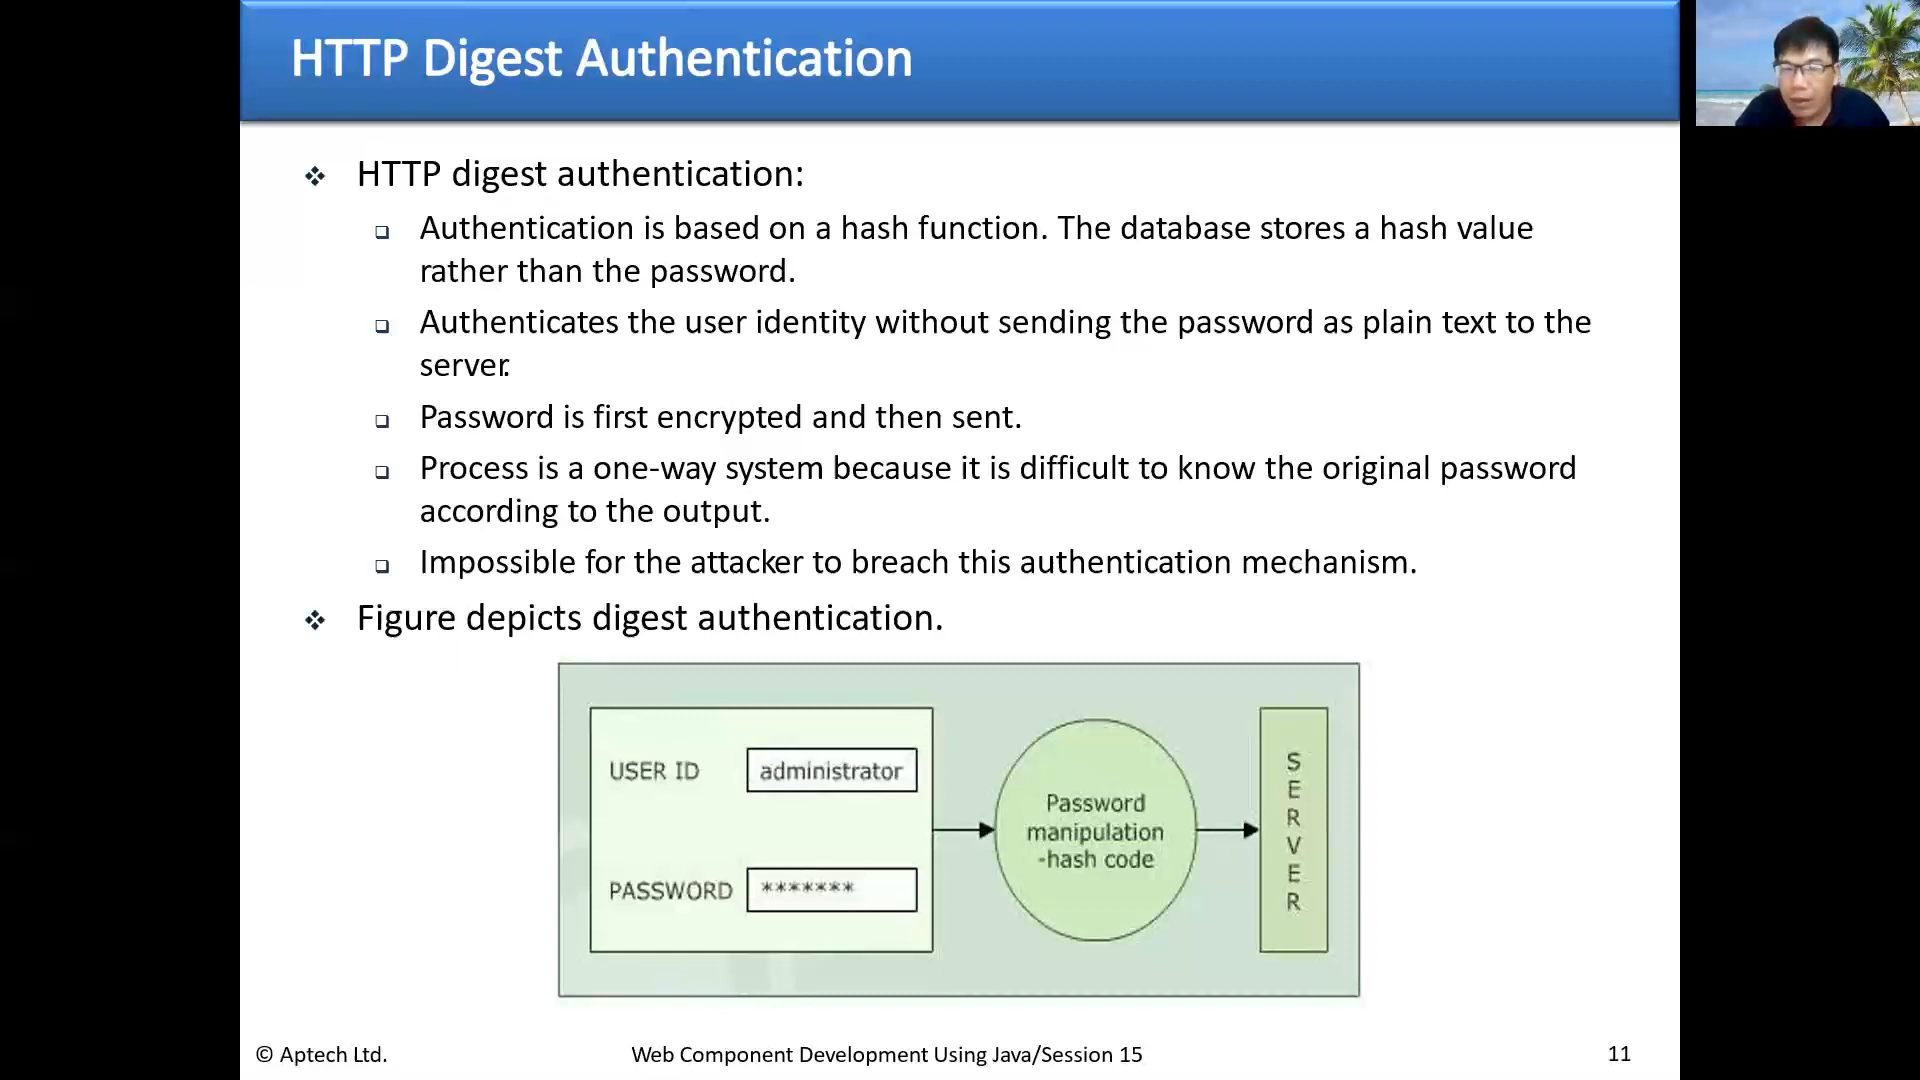 HTTP Digest Authentication
HTTP digest authentication:
Authentication is based on a hash function. The database stores a hash value
rather than the password.
Authenticates the user identity without sending the password as plain text to the
server.
Password is first encrypted and then sent.
Process is a one-way system because it is difficult to know the original password
according to the output.
Impossible for the attacker to breach this authentication mechanism.
Figure depicts digest authentication.
USER ID administrator
PASSWORD *******
Password
manipulation
-hash code
SERVER
© Aptech Ltd. Web Component Development Using Java/Session 15 11